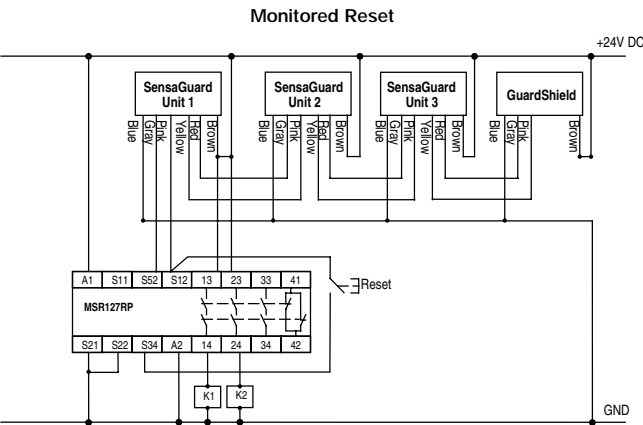 Monitored Reset
+24V DC
SensaGuard
Unit 1
SensaGuard
Unit 2
SensaGuard
Unit 3
GuardShield
Blue
Gray
Pink
Yellow
Red
Brown
Blue
Gray
Pink
Yellow
Red
Brown
Blue
Gray
Pink
Yellow
Red
Brown
Blue
Gray
Pink
Brown
A1 S11 S52 S12 13 23 33 41
Reset
MSR127RP
S21 S22 S34 A2 14 24 34 42
K1 K2
GND